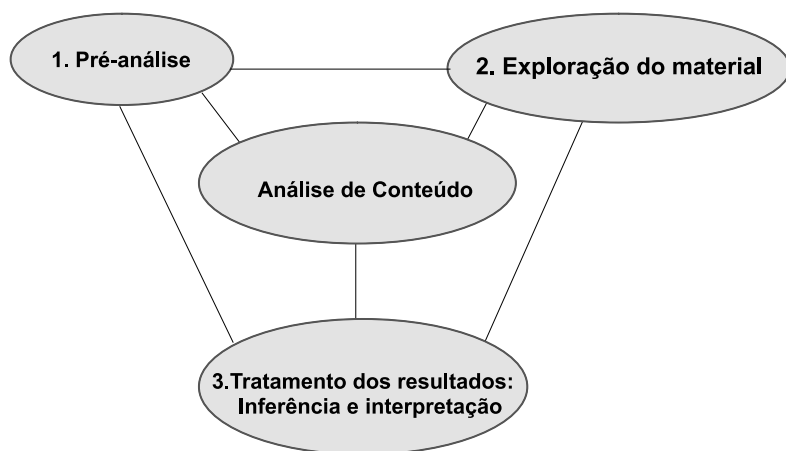 1. Pré-análise
2. Exploração do material
Análise de Conteúdo
3.Tratamento dos resultados:
Inferência e interpretação